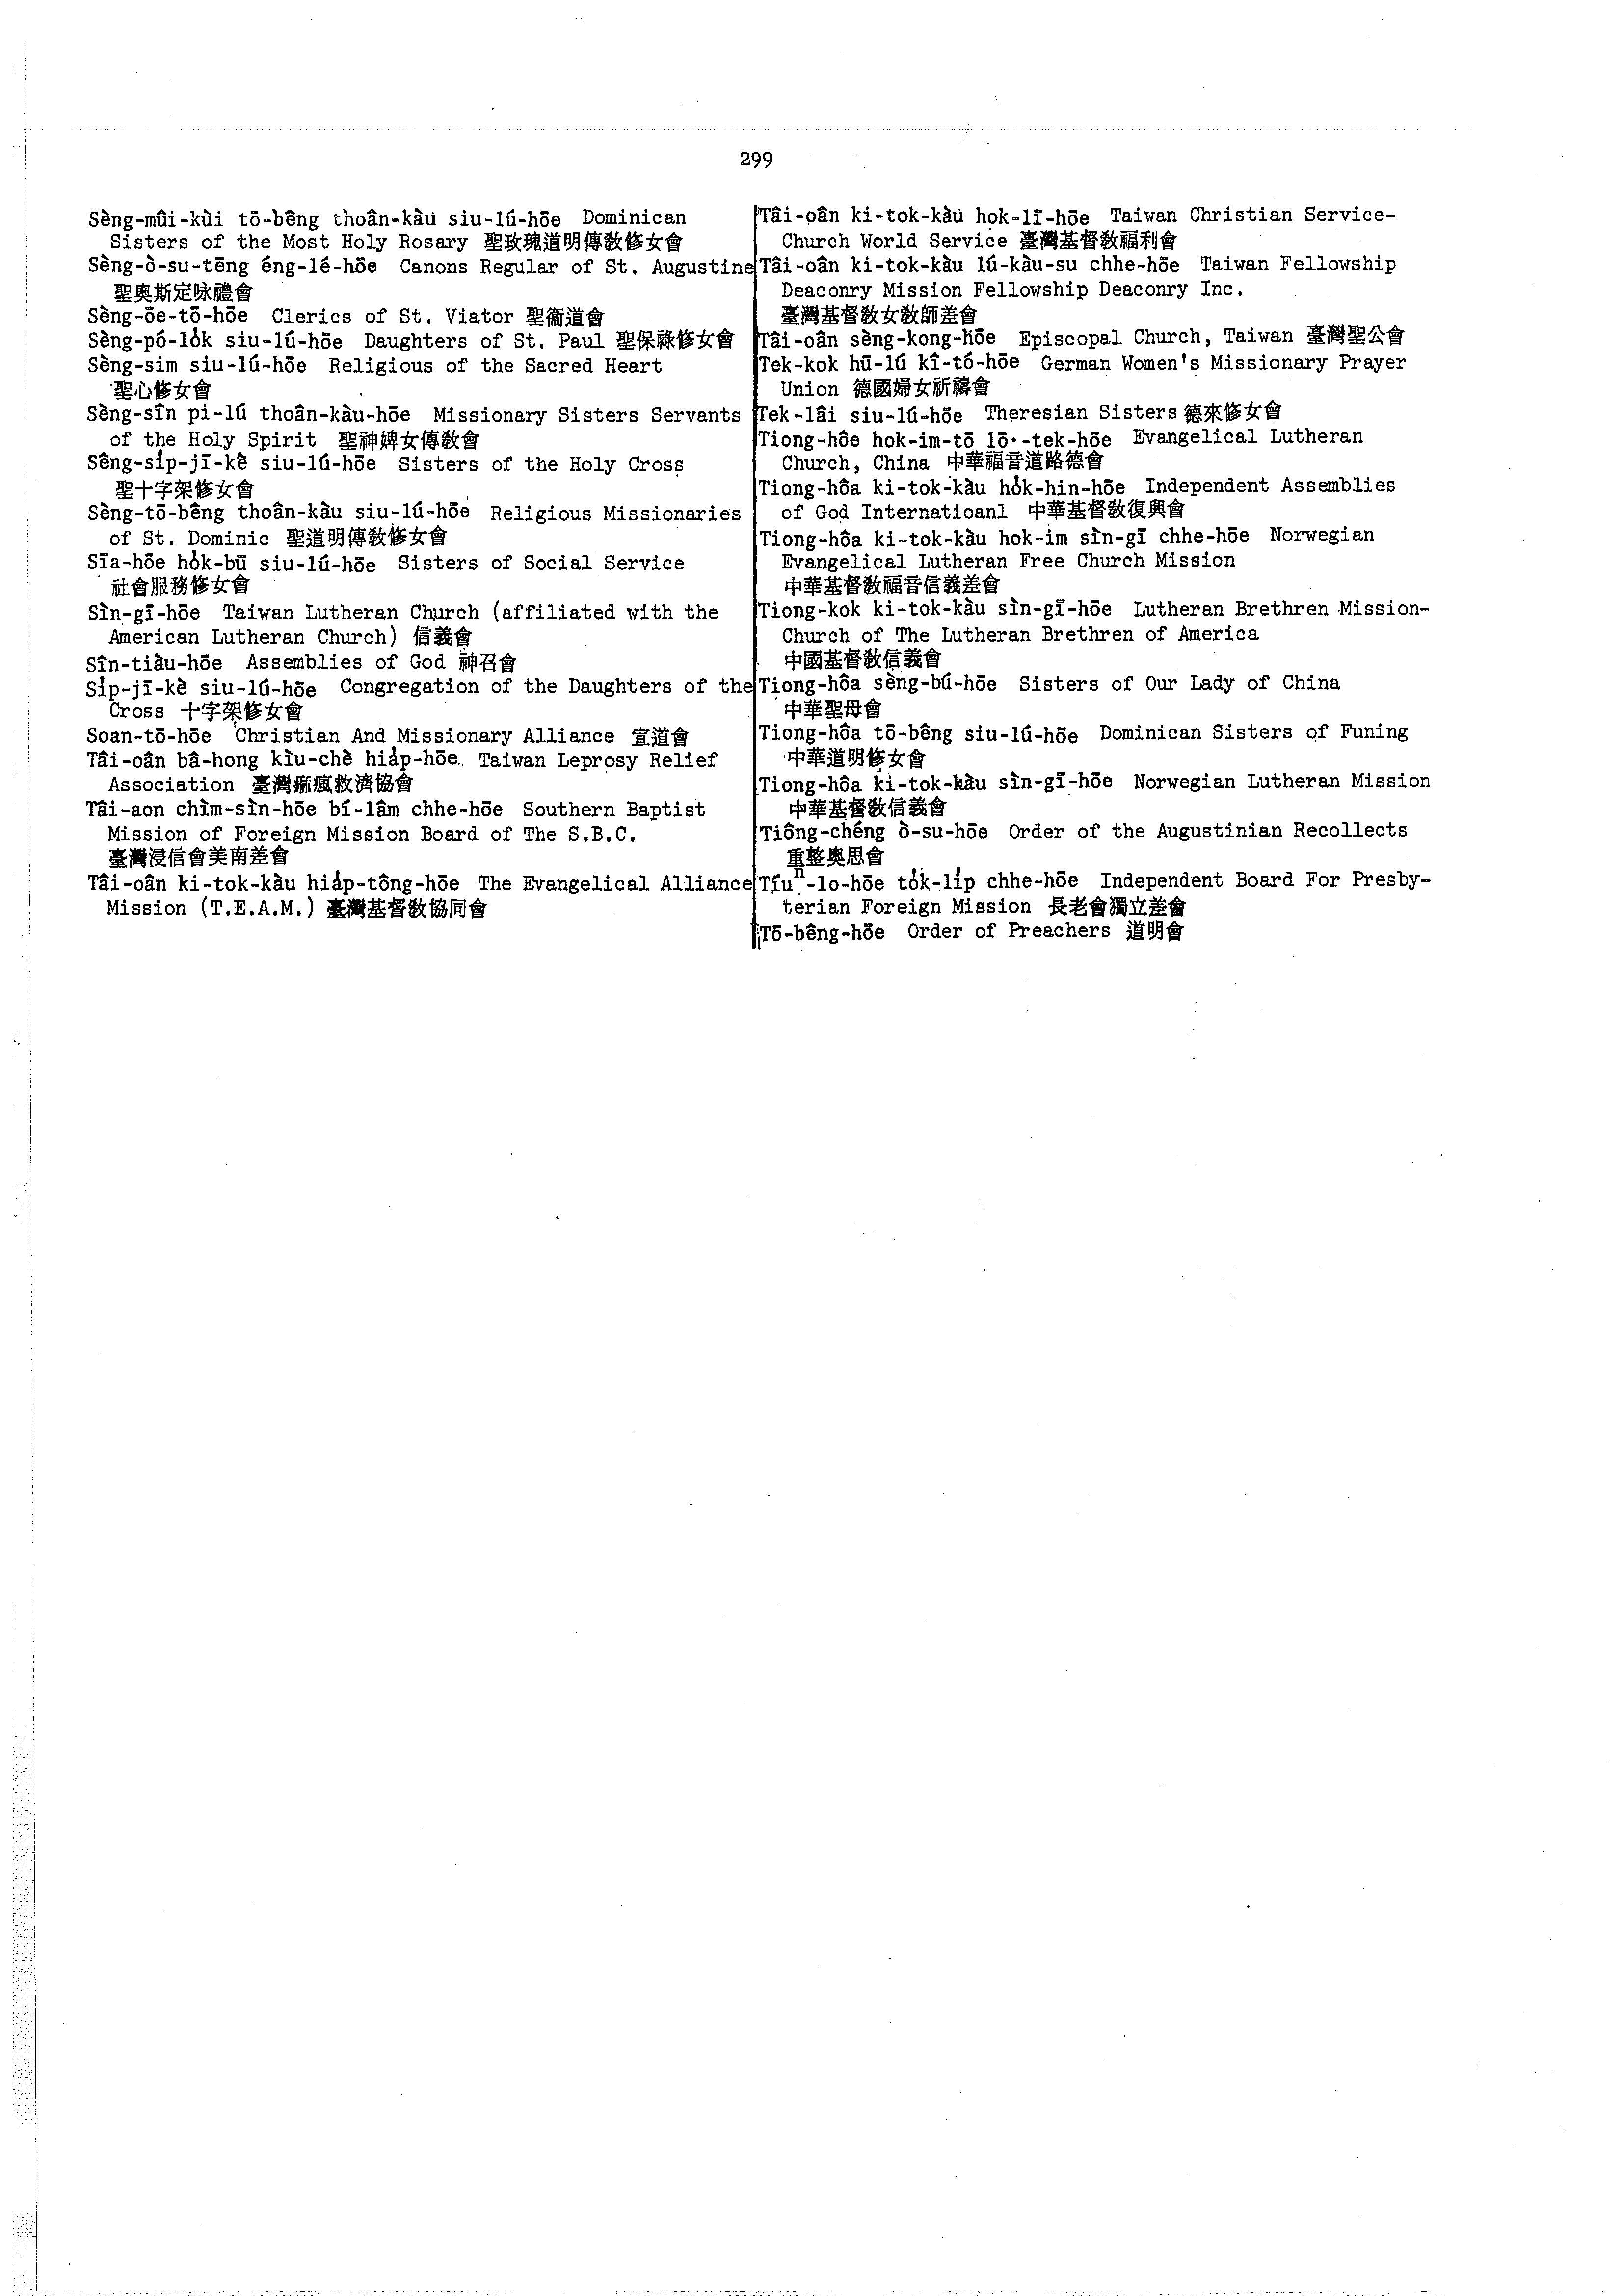 299
Sèng-mûi-kùi tō-bêng thoân-kàu siu-lú-hōe Dominican
Sisters of the Most Holy Rosary 聖玫瑰道明傳敎修女會
Sèng-ò-su-tēng éng-lé-hōe Canons Regular of St. Augustine
聖奧斯定咏禮會
Sèng-ōe-tō-hōe Clerics of St. Viator 聖衞道會
Sèng-pó-lo̍k siu-lú-hōe Daughters of St. Paul 聖保祿修女會
Sèng-sim siu-lú-hōe Religious of the Sacred Heart
聖心修女會
Sèng-sîn pi-lú thoân-kàu-hōe Missionary Sisters Servants
of the Holy Spirit 聖神婢女傳敎會
Sèng-si̍p-jī-kè siu-lú-hōe Sisters of the Holy Cross
聖十字架修女會
Sèng-tō-bêng thoân-kàu siu-lú-hōe Religious Missionaries
of St. Dominic 聖道明傳敎修女會
Sīa-hōe ho̍k-bū siu-lú-hōe Sisters of Social Service
社會服務修女會
Sìn-gī-hōe Taiwan Lutheran Church (affiliated with the
American Lutheran Church) 信義會
Sîn-tiàu-hōe Assemblies of God 神召會
Si̍p-jī-kè siu-lú-hōe Congregation of the Daughters of the
Cross 十字架修女會
Soan-tō-hōe Christian And Missionary Alliance 宣道會
Tâi-oân bâ-hong kìu-chè hia̍p-hōe. Taiwan Leprosy Relief
Association 臺灣痲瘋救濟協會
Tâi-aon chìm-sìn-hōe bí-lâm chhe-hōe Southern Baptist
Mission of Foreign Mission Board of The S.B.C.
臺灣浸信會美南差會
Tâi-oân ki-tok-kàu hia̍p-tông-hōe The Evangelical Alliance
Mission (T.E.A.M.) 臺灣基督敎協同會
Tâi-oân ki-tok-kàu hok-lī-hōe Taiwan Christian Service-
Church World Service 臺灣基督敎福利會
Tâi-oân ki-tok-kàu lú-kàu-su chhe-hōe Taiwan Fellowship
Deaconry Mission Fellowship Deaconry Inc.
臺灣基督敎女敎師差會
Tâi-oân sèng-kong-hōe Episcopal Church, Taiwan 臺灣聖公會
Tek-kok hū-lú kî-tó-hōe German Women's Missionary Prayer
Union 德國婦女祈禱會
Tek-lâi siu-lú-hōe Theresian Sisters 德來修女會
Tiong-hôe hok-im-tō lō·-tek-hōe Evangelical Lutheran
Church, China 中華福音道路德會
Tiong-hôa ki-tok-kàu ho̍k-hin-hōe Independent Assemblies
of God Internatioanl 中華基督敎復興會
Tiong-hôa ki-tok-kàu hok-im sìn-gī chhe-hōe Norwegian
Evangelical Lutheran Free Church Mission
中華基督敎福音信義差會
Tiong-kok ki-tok-kàu sìn-gī-hōe Lutheran Brethren Mission-
Church of The Lutheran Brethren of America
中國基督敎信義會
Tiong-hôa sèng-bú-hōe Sisters of Our Lady of China
中華聖母會
Tiong-hôa tō-bêng siu-lú-hōe Dominican Sisters of Funing
中華道明修女會
Tiong-hôa ki-tok-kàu sìn-gī-hōe Norwegian Lutheran Mission
中華基督敎信義會
Tiông-chéng ò-su-hōe Order of the Augustinian Recollects
重整奧思會
Tíuⁿ-lo-hōe to̍k-li̍p chhe-hōe Independent Board For Presby-
terian Foreign Mission 長老會獨立差會
Tō-bêng-hōe Order of Preachers 道明會